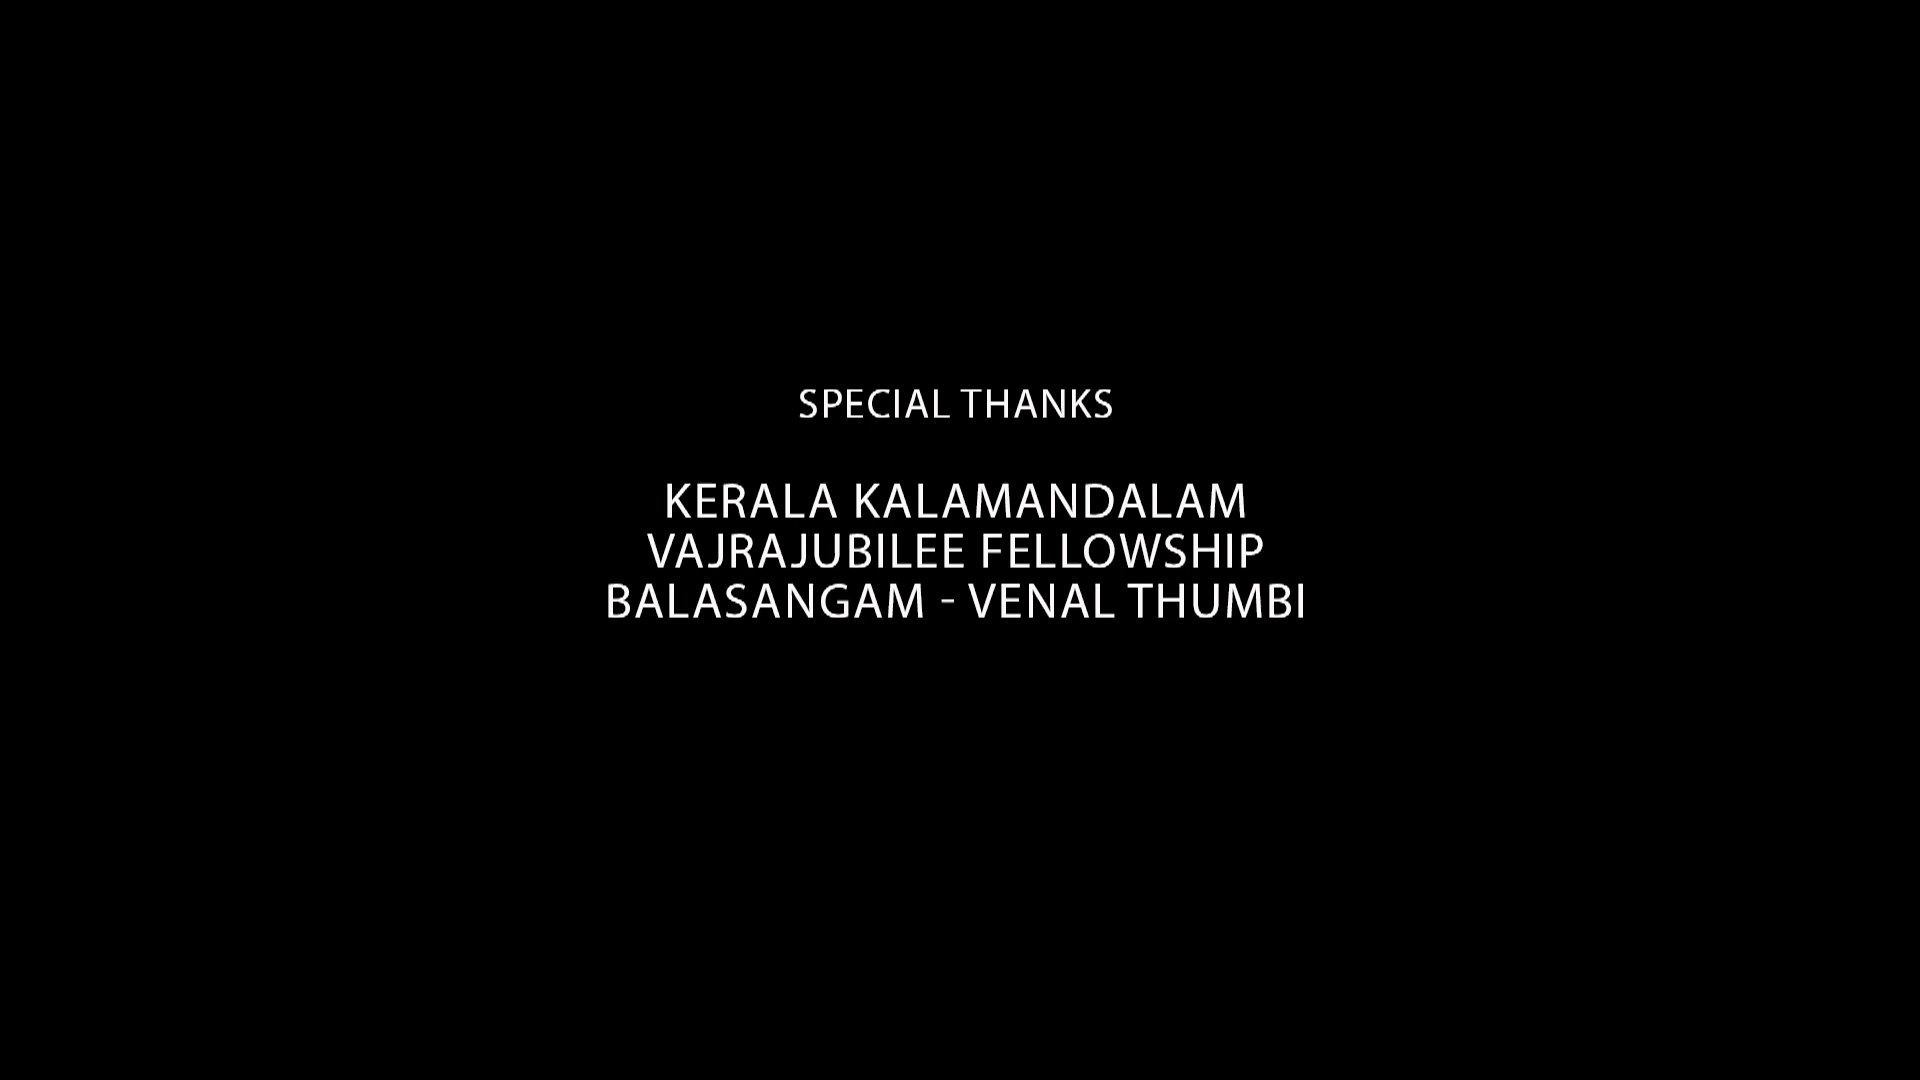 SPECIAL THANKS
KERALA KALAMANDALAM
VAJRAJUBILEE FELLOWSHIP
BALASANGAM - VENAL THUMBI